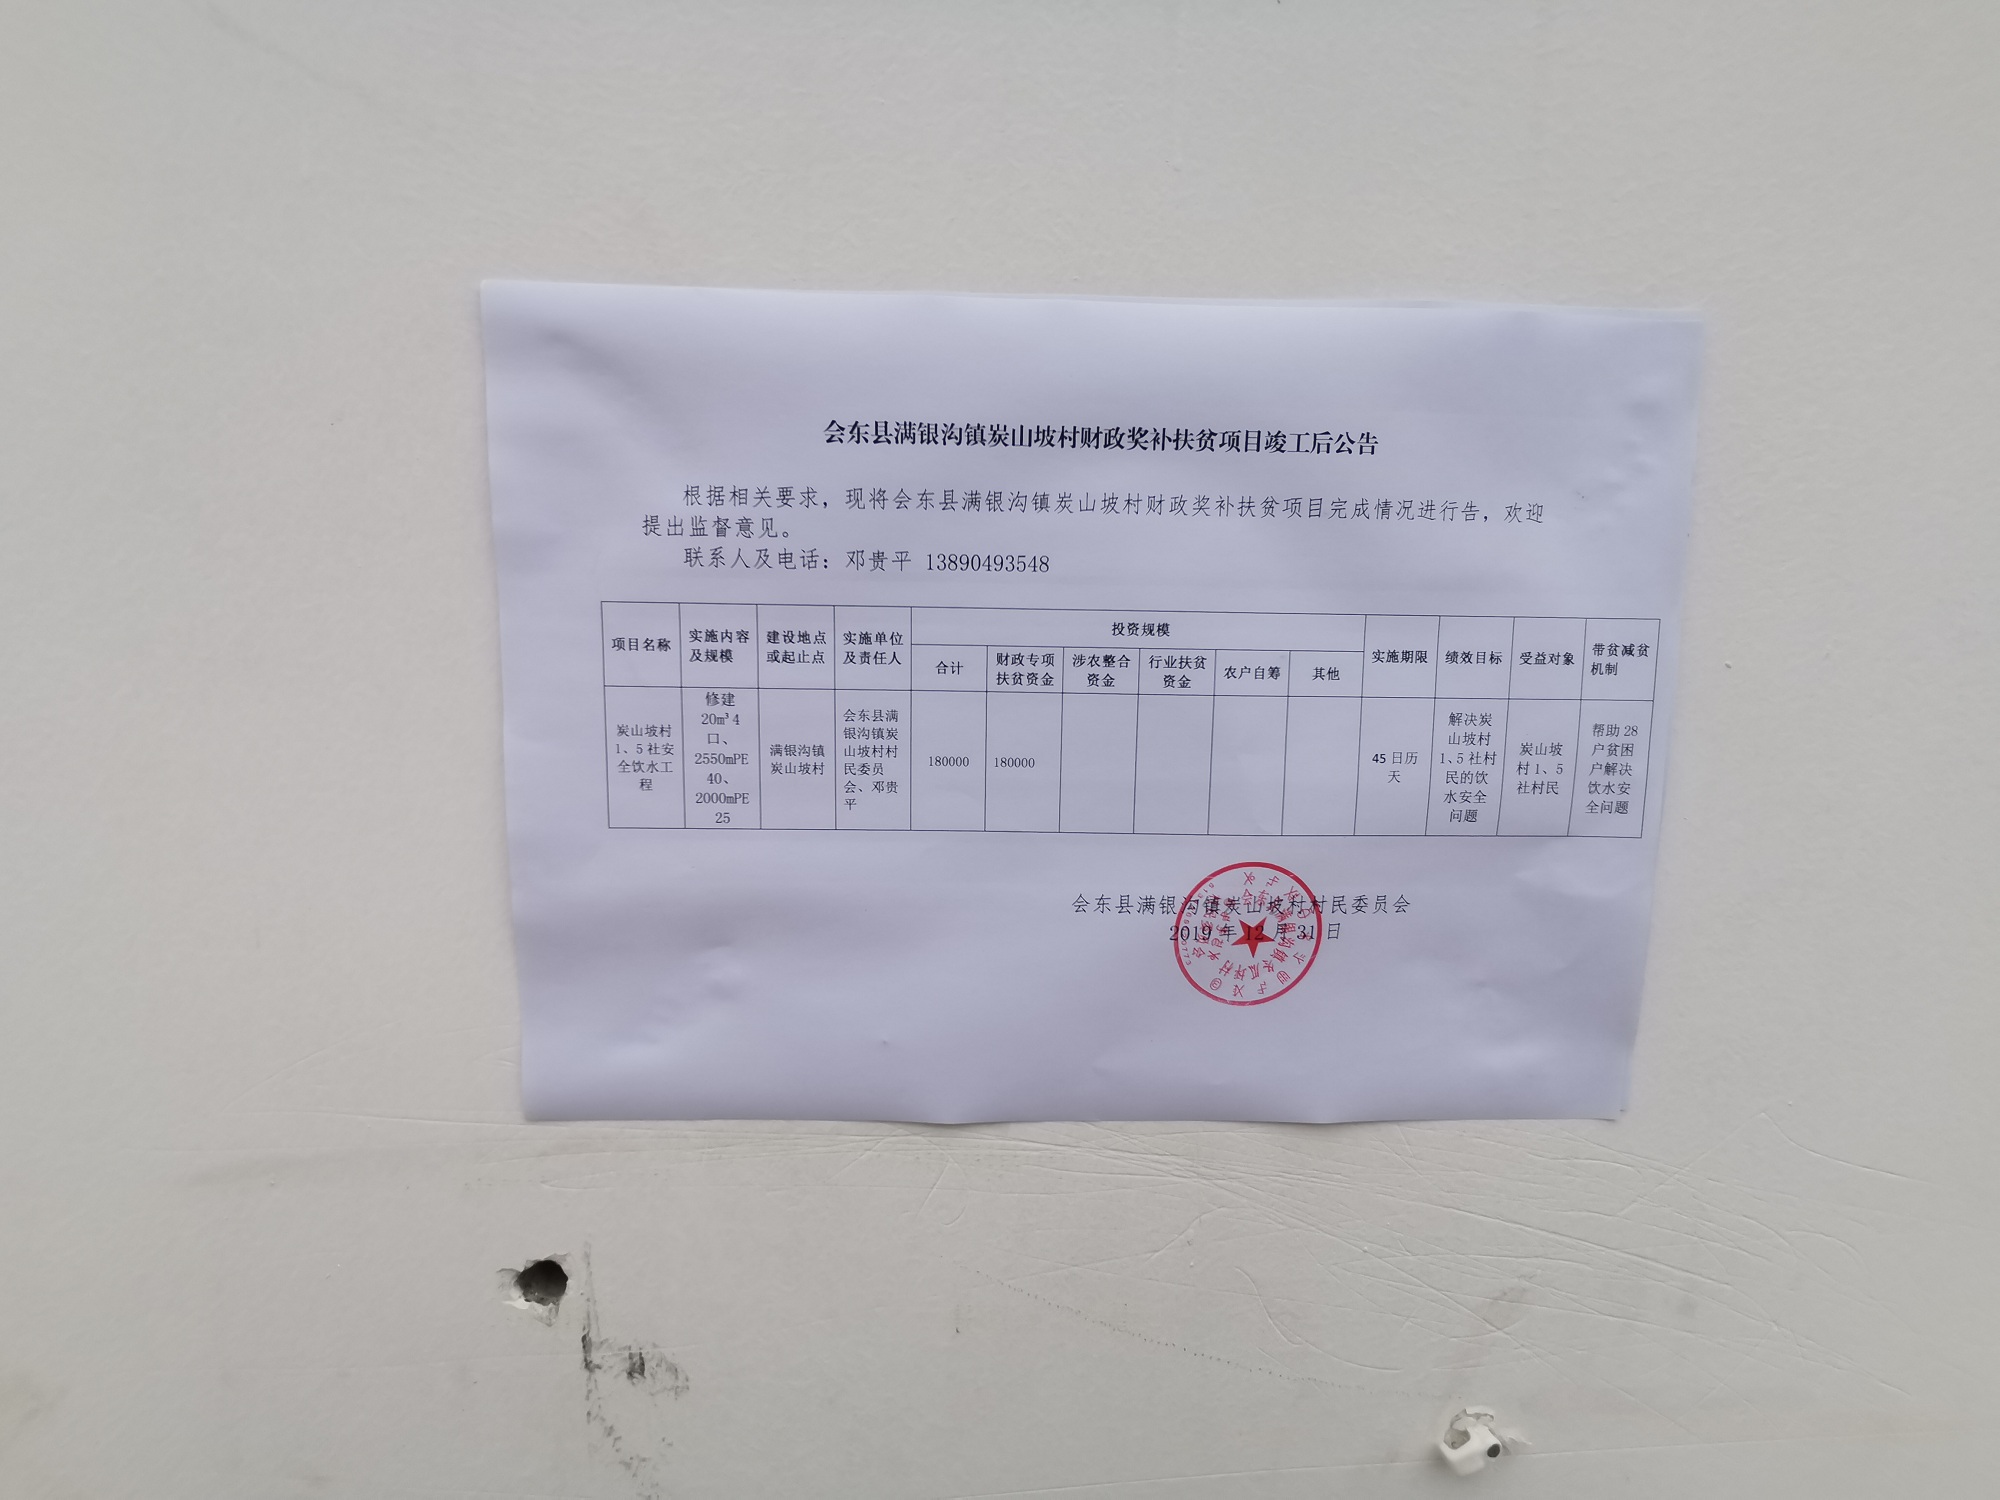 会东县满银沟镇炭山坡村财政奖补扶贫项目竣工后公告
根据相关要求，现将会东县满银沟镇炭山坡村财政奖补扶贫项目完成情况进行告，欢迎
提出监督意见。
联系人及电话：邓贵平 13890493548
项目名称
实施内容
及规模
建设地点
或起止点
实施单位
及责任人
投资规模
合计
财政专项
扶贫资金
涉农整合
资金
行业扶贫
资金
农户自筹
其他
实施期限
绩效目标
受益对象
带贫减贫
机制
炭山坡村
1、5社安
全饮水工
程
修建
20m³4
口、
2550mPE
40、
2000mPE
25
满银沟镇
炭山坡村
会东县满
银沟镇炭
山坡村村
民委员
会、邓贵
平
180000
180000
45日历
天
解决炭
山坡村
1、5社村
民的饮
水安全
问题
炭山坡
村1、5
社村民
帮助28
户贫困
户解决
饮水安
全问题
会东县满银沟镇炭山坡村村民委员会
2019年12月31日